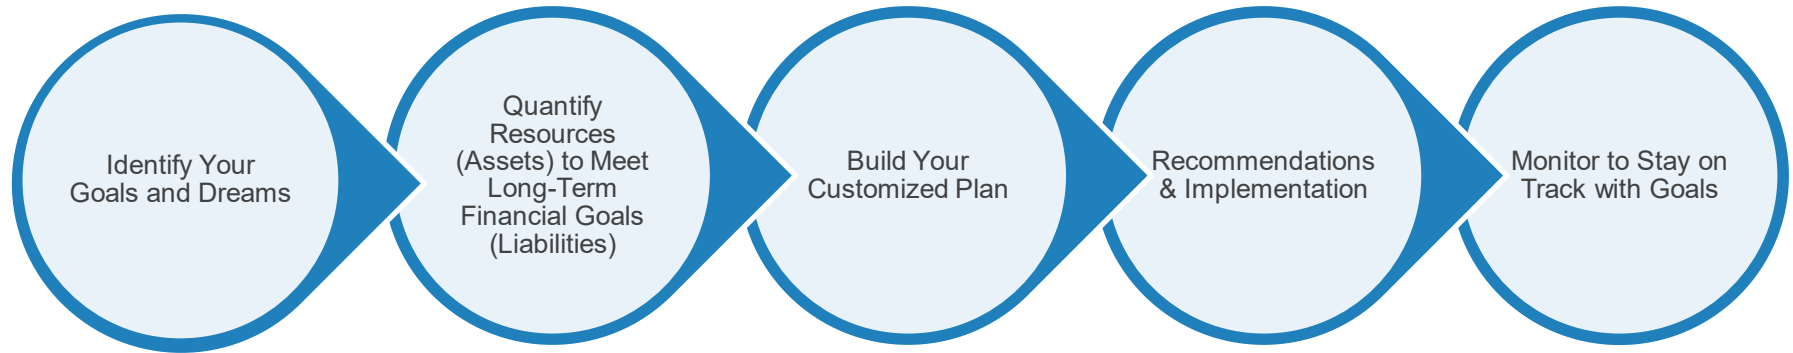 Identify Your
Goals and Dreams
Quantify
Resources
(Assets) to Meet
Long-Term
Financial Goals
(Liabilities)
Build Your
Customized Plan
Recommendations
& Implementation
Monitor to Stay on
Track with Goals